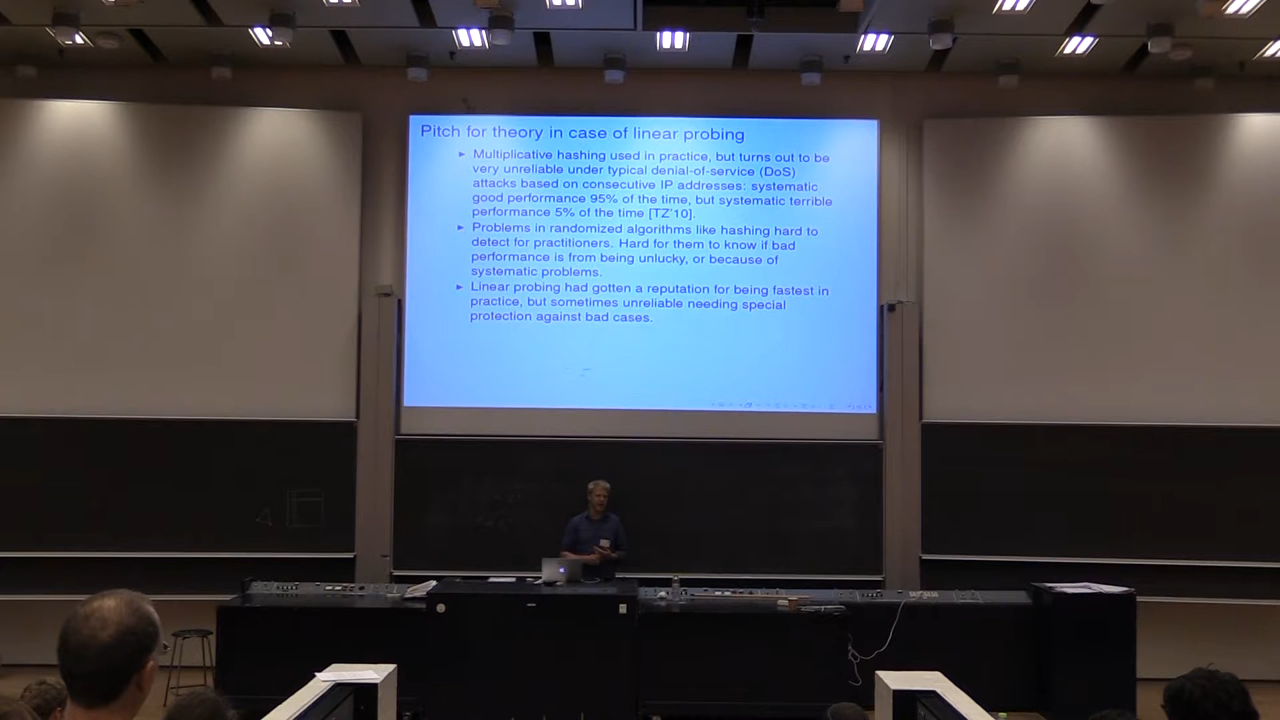 Pitch for theory in case of linear probing
► Multiplicative hashing used in practice, but turns out to be
very unreliable under typical denial-of-service (DoS)
attacks based on consecutive IP addresses: systematic
good performance 95% of the time, but systematic terrible
performance 5% of the time [TZ'10].
► Problems in randomized algorithms like hashing hard to
detect for practitioners. Hard for them to know if bad
performance is from being unlucky, or because of
systematic problems.
► Linear probing had gotten a reputation for being fastest in
practice, but sometimes unreliable needing special
protection against bad cases.